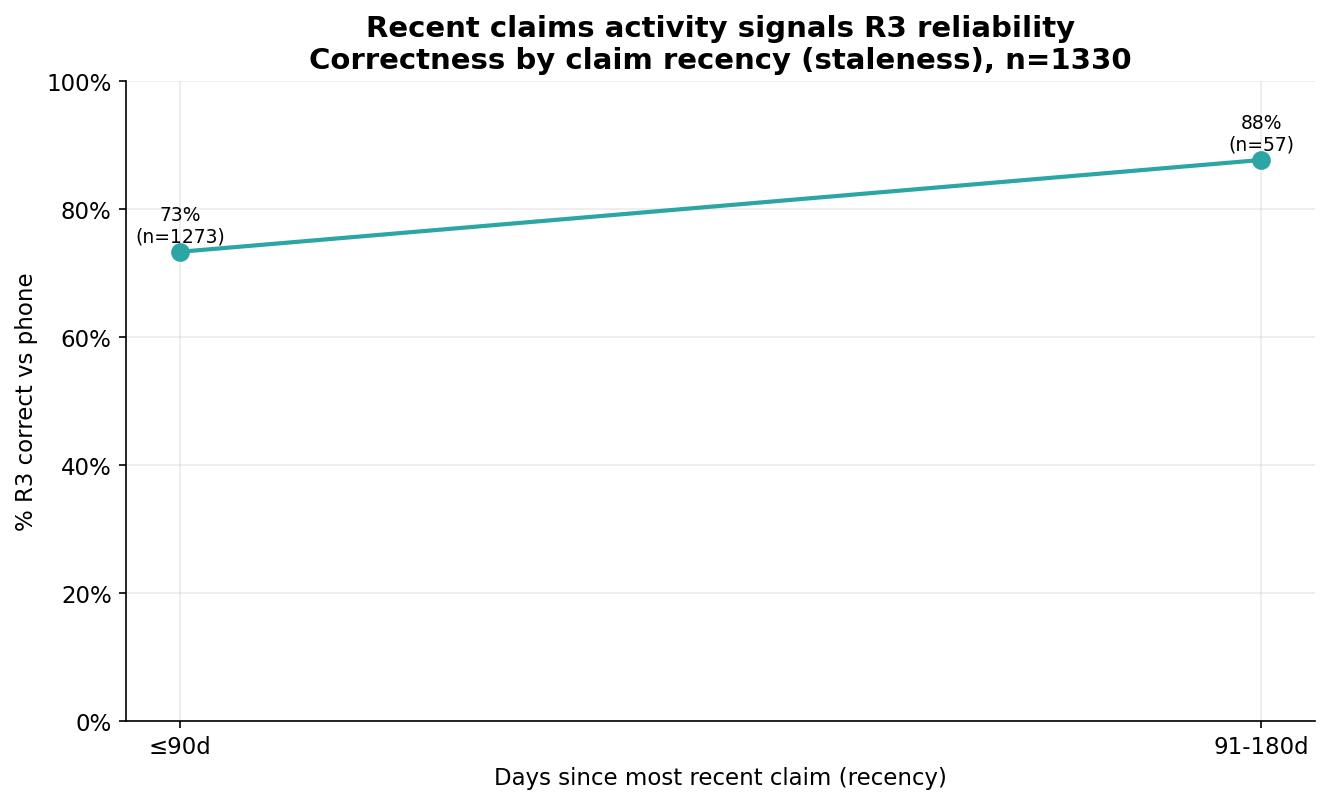 Recent claims activity signals R3 reliability
Correctness by claim recency (staleness), n=1330
% R3 correct vs phone
100%
80%
60%
40%
20%
0%
73%
(n=1273)
88%
(n=57)
≤90d
91-180d
Days since most recent claim (recency)